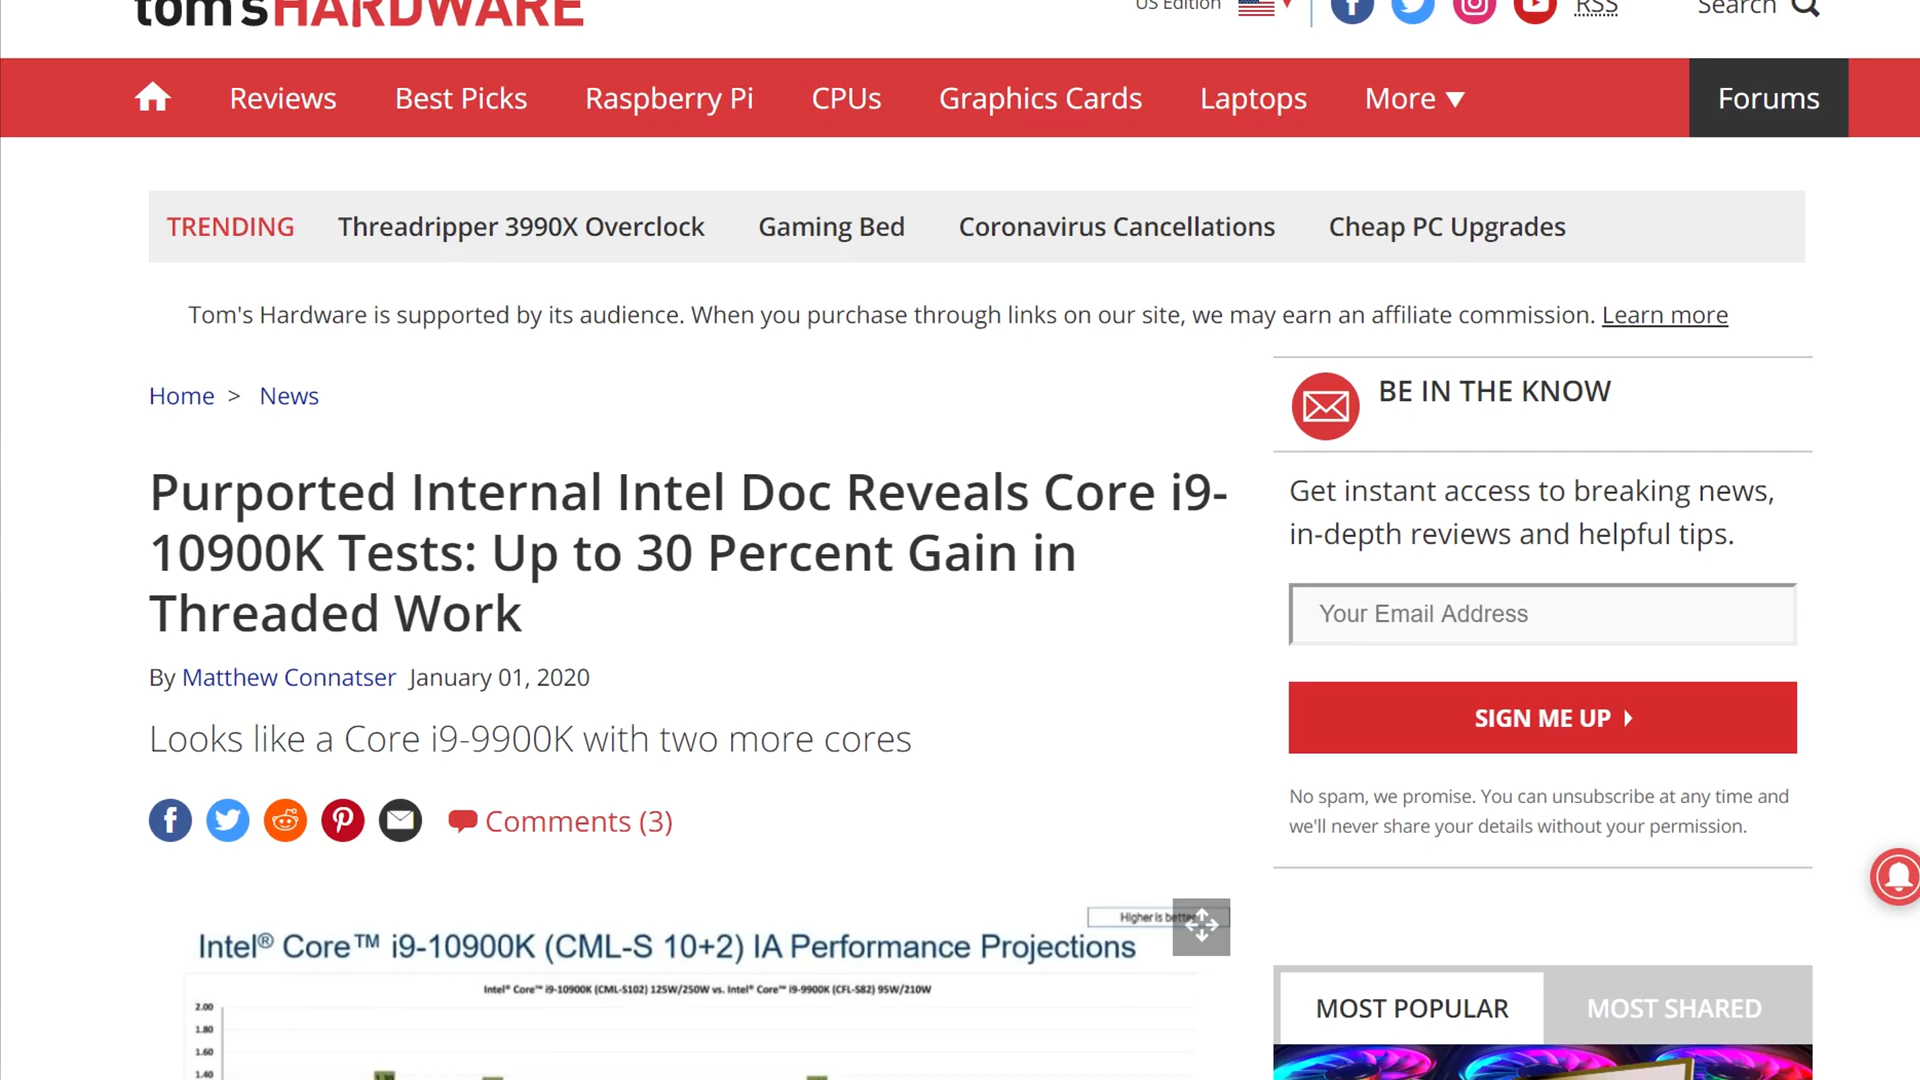 tom'sHARDWARE
US Edition
RSS
Search
Reviews
Best Picks
Raspberry Pi
CPUs
Graphics Cards
Laptops
More
Forums
TRENDING
Threadripper 3990X Overclock
Gaming Bed
Coronavirus Cancellations
Cheap PC Upgrades
Tom's Hardware is supported by its audience. When you purchase through links on our site, we may earn an affiliate commission. Learn more
Home > News
Purported Internal Intel Doc Reveals Core i9-
10900K Tests: Up to 30 Percent Gain in
Threaded Work
By Matthew Connatser January 01, 2020
Looks like a Core i9-9900K with two more cores
Comments (3)
Higher is better
Intel® Core™ i9-10900K (CML-S 10+2) IA Performance Projections
Intel® Core™ i9-10900K (CML-S102) 125W/250W vs. Intel® Core™ i9-9900K (CFL-S82) 95W/210W
2.00
1.80
1.60
1.40
BE IN THE KNOW
Get instant access to breaking news,
in-depth reviews and helpful tips.
Your Email Address
SIGN ME UP
No spam, we promise. You can unsubscribe at any time and
we'll never share your details without your permission.
MOST POPULAR
MOST SHARED